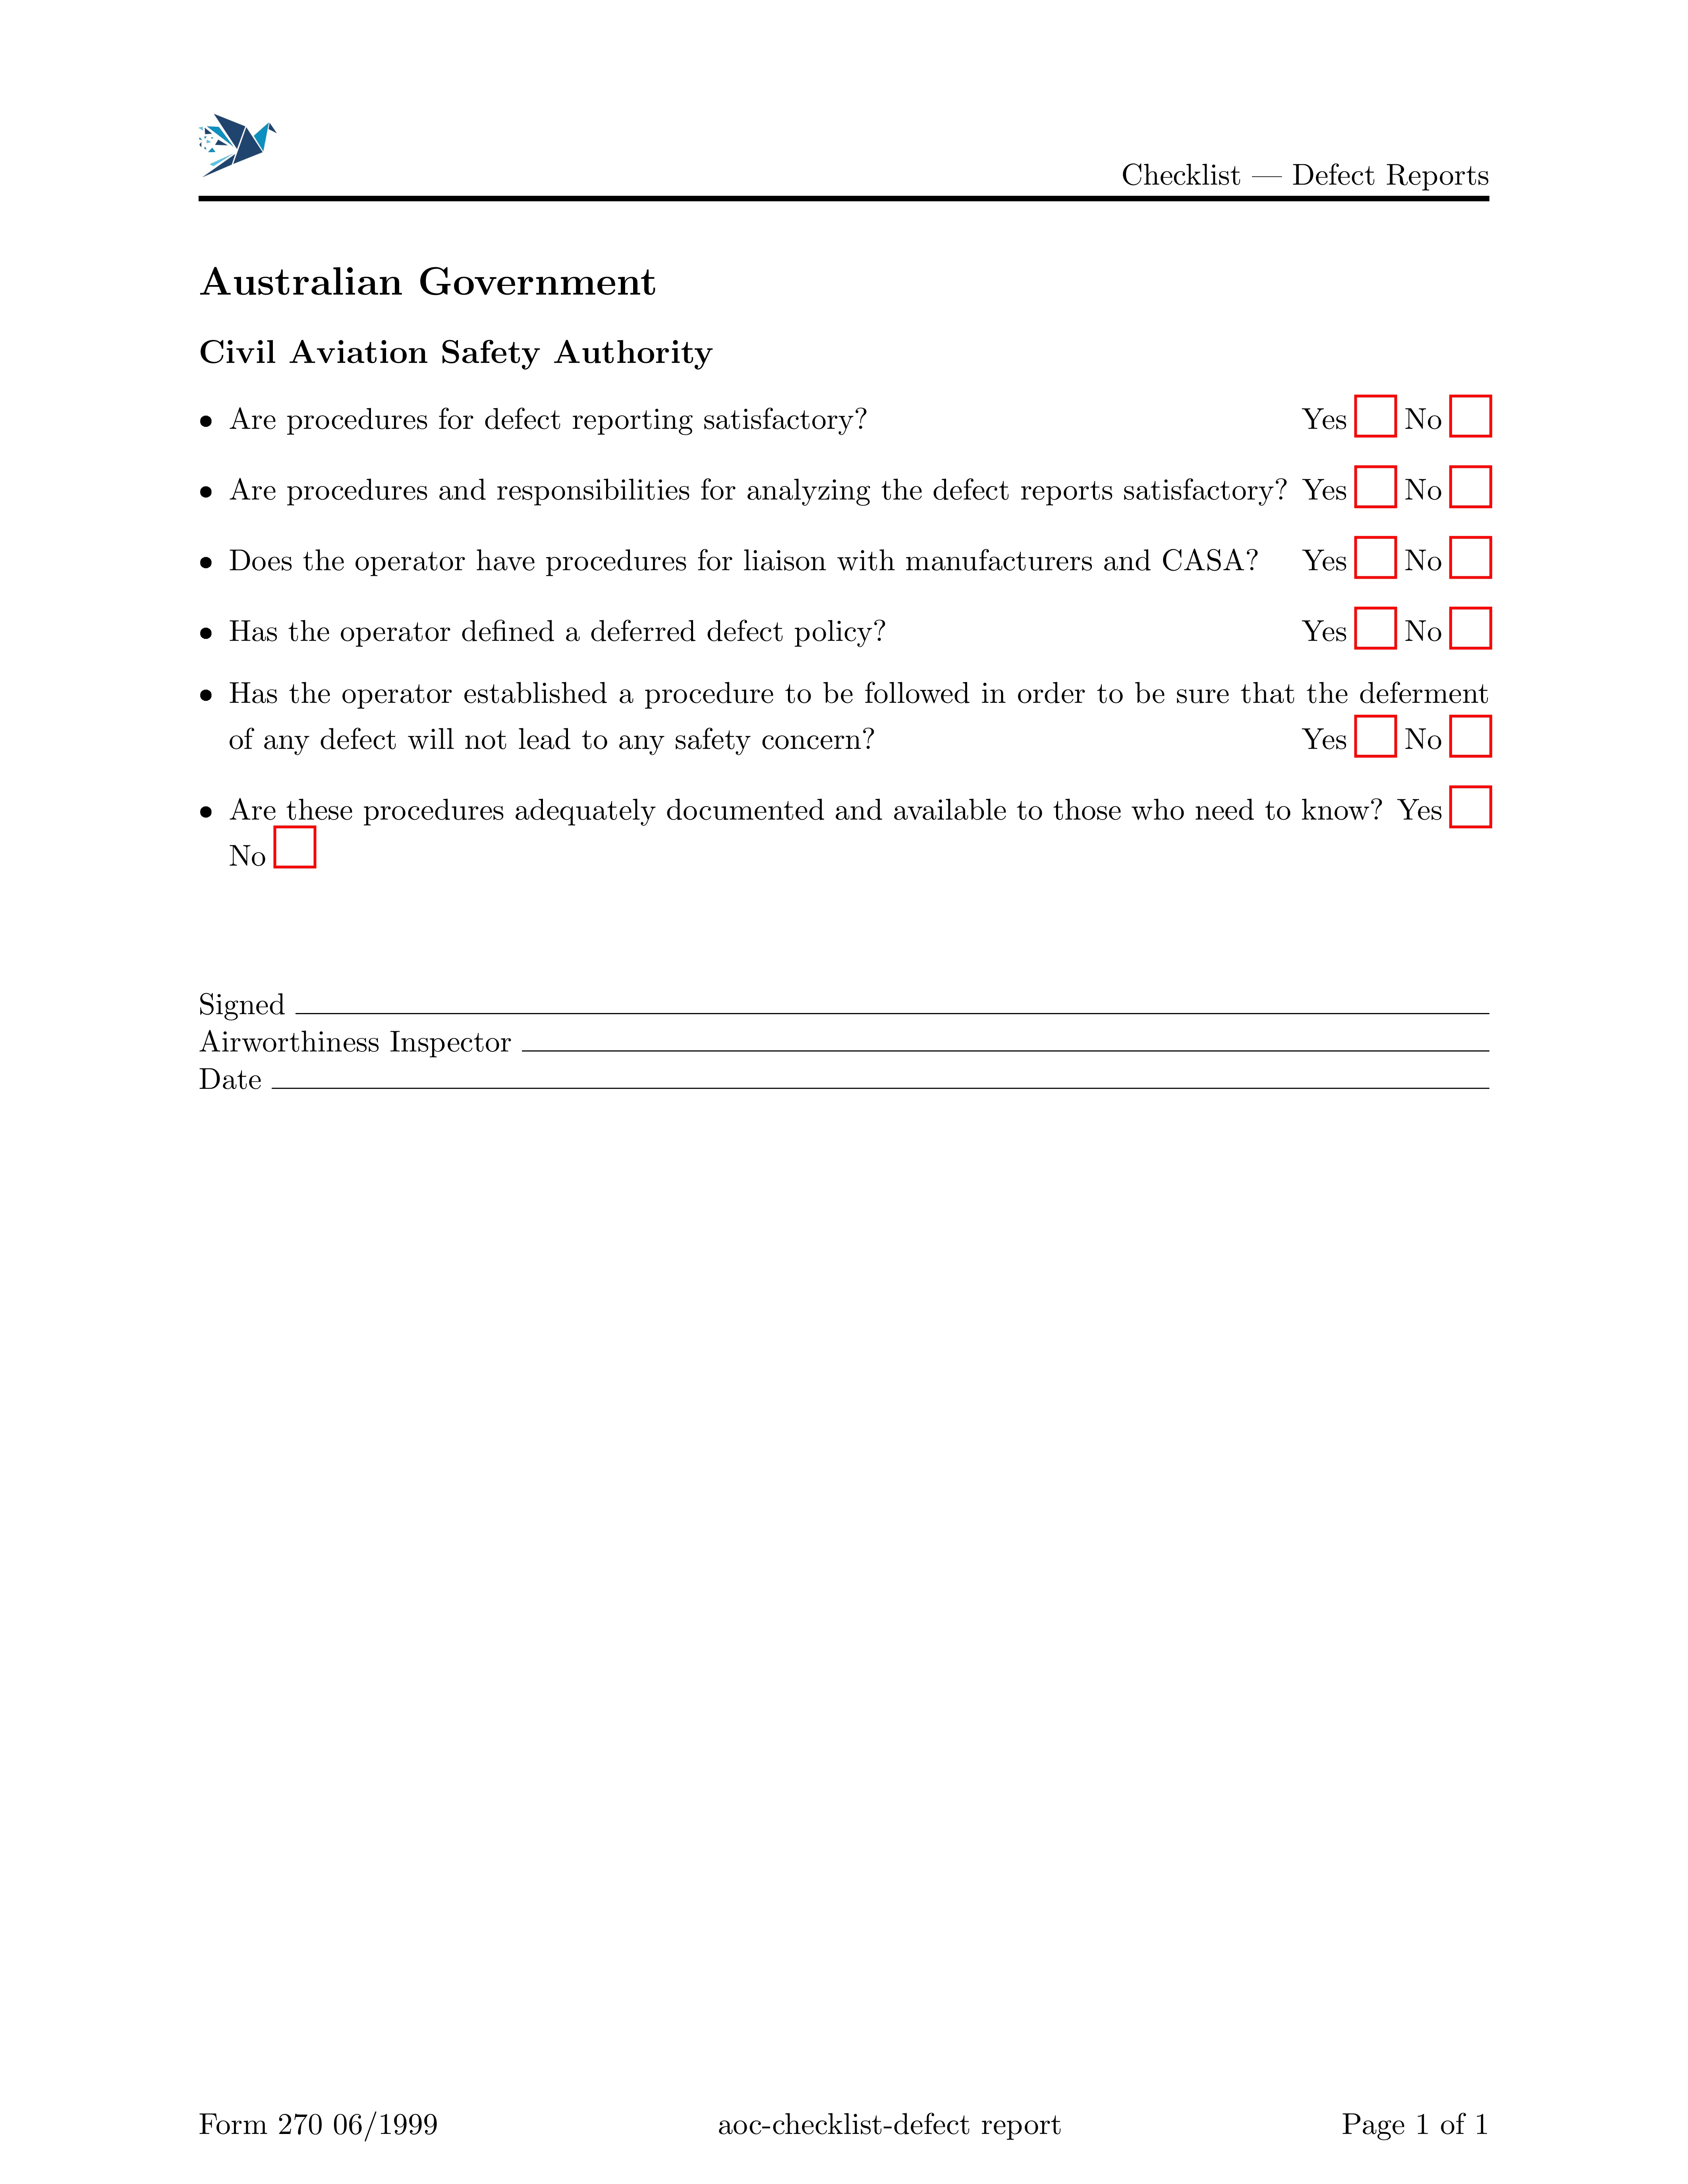 Checklist — Defect Reports
Australian Government
Civil Aviation Safety Authority
• Are procedures for defect reporting satisfactory? Yes No
• Are procedures and responsibilities for analyzing the defect reports satisfactory? Yes No
• Does the operator have procedures for liaison with manufacturers and CASA? Yes No
• Has the operator defined a deferred defect policy? Yes No
• Has the operator established a procedure to be followed in order to be sure that the deferment
of any defect will not lead to any safety concern? Yes No
• Are these procedures adequately documented and available to those who need to know? Yes
No
Signed
Airworthiness Inspector
Date
Form 270 06/1999 aoc-checklist-defect report Page 1 of 1